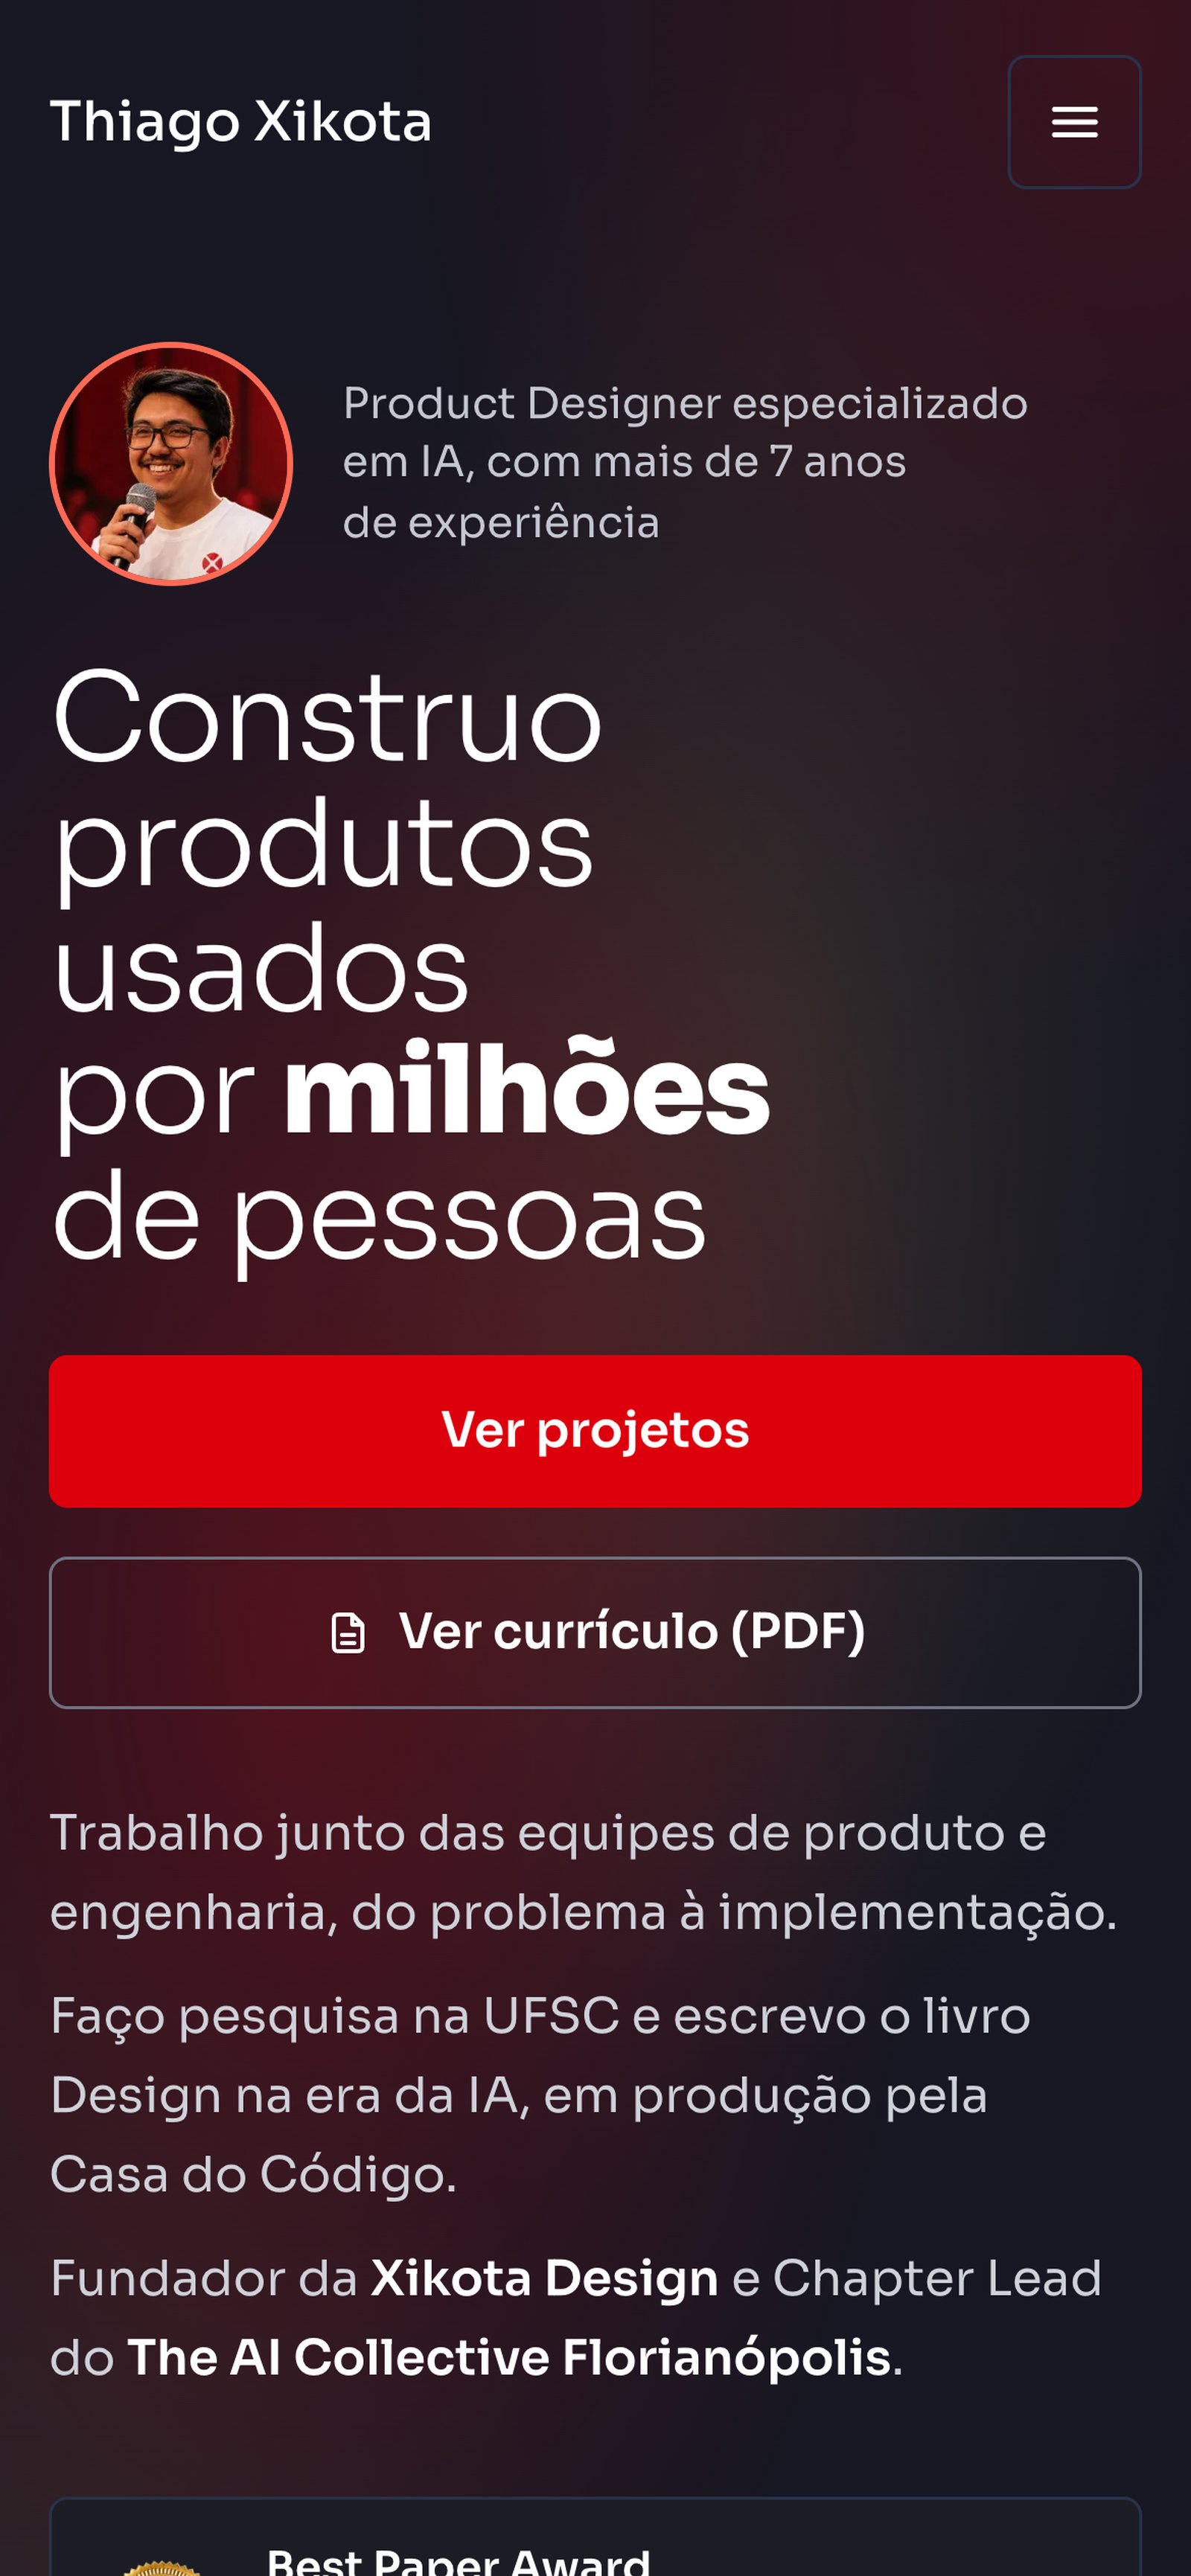 Thiago Xikota
Product Designer especializado
em IA, com mais de 7 anos
de experiência
Construo
produtos
usados
por milhões
de pessoas
Ver projetos
Ver currículo (PDF)
Trabalho junto das equipes de produto e
engenharia, do problema à implementação.
Faço pesquisa na UFSC e escrevo o livro
Design na era da IA, em produção pela
Casa do Código.
Fundador da Xikota Design e Chapter Lead
do The AI Collective Florianópolis.
Best Paper Award